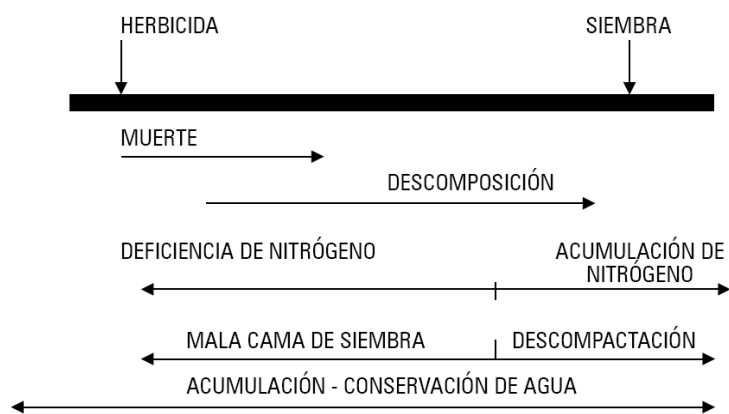 HERBICIDA
SIEMBRA
MUERTE
DESCOMPOSICIÓN
DEFICIENCIA DE NITRÓGENO
ACUMULACIÓN DE
NITRÓGENO
MALA CAMA DE SIEMBRA
DESCOMPACTACIÓN
ACUMULACIÓN - CONSERVACIÓN DE AGUA